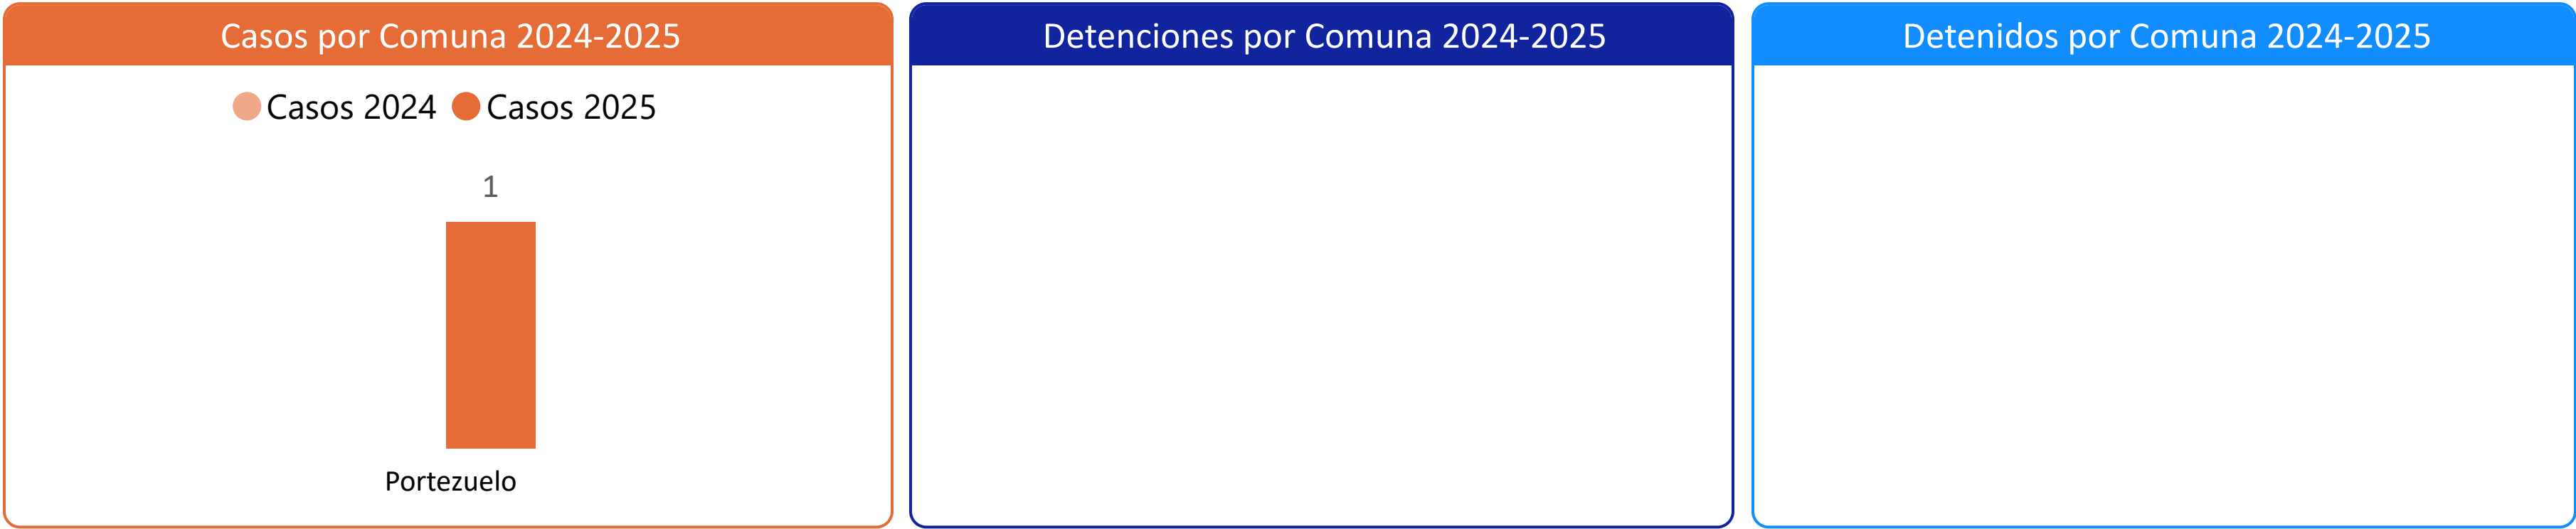 Casos por Comuna 2024-2025
Casos 2024 Casos 2025
1
Portezuelo
Detenciones por Comuna 2024-2025
Detenidos por Comuna 2024-2025